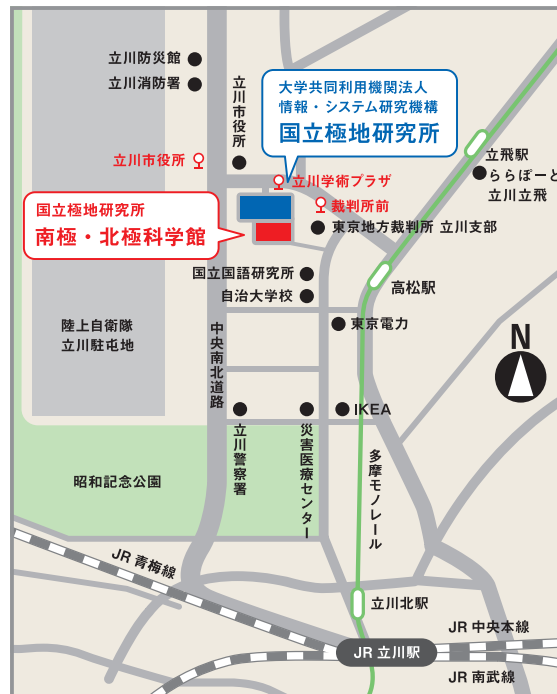 立川防災館
立川消防署
立川市役所
大学共同利用機関法人
情報・システム研究機構
国立極地研究所
立川市役所
立飛駅
ららぽーと
立川立飛
立川学術プラザ
裁判所前
国立極地研究所
南極・北極科学館
東京地方裁判所 立川支部
国立国語研究所
自治大学校
高松駅
陸上自衛隊
立川駐屯地
中央南北道路
東京電力
N
IKEA
立川警察署
災害医療センター
多摩モノレール
昭和記念公園
JR 青梅線
立川北駅
JR 中央本線
JR 立川駅
JR 南武線